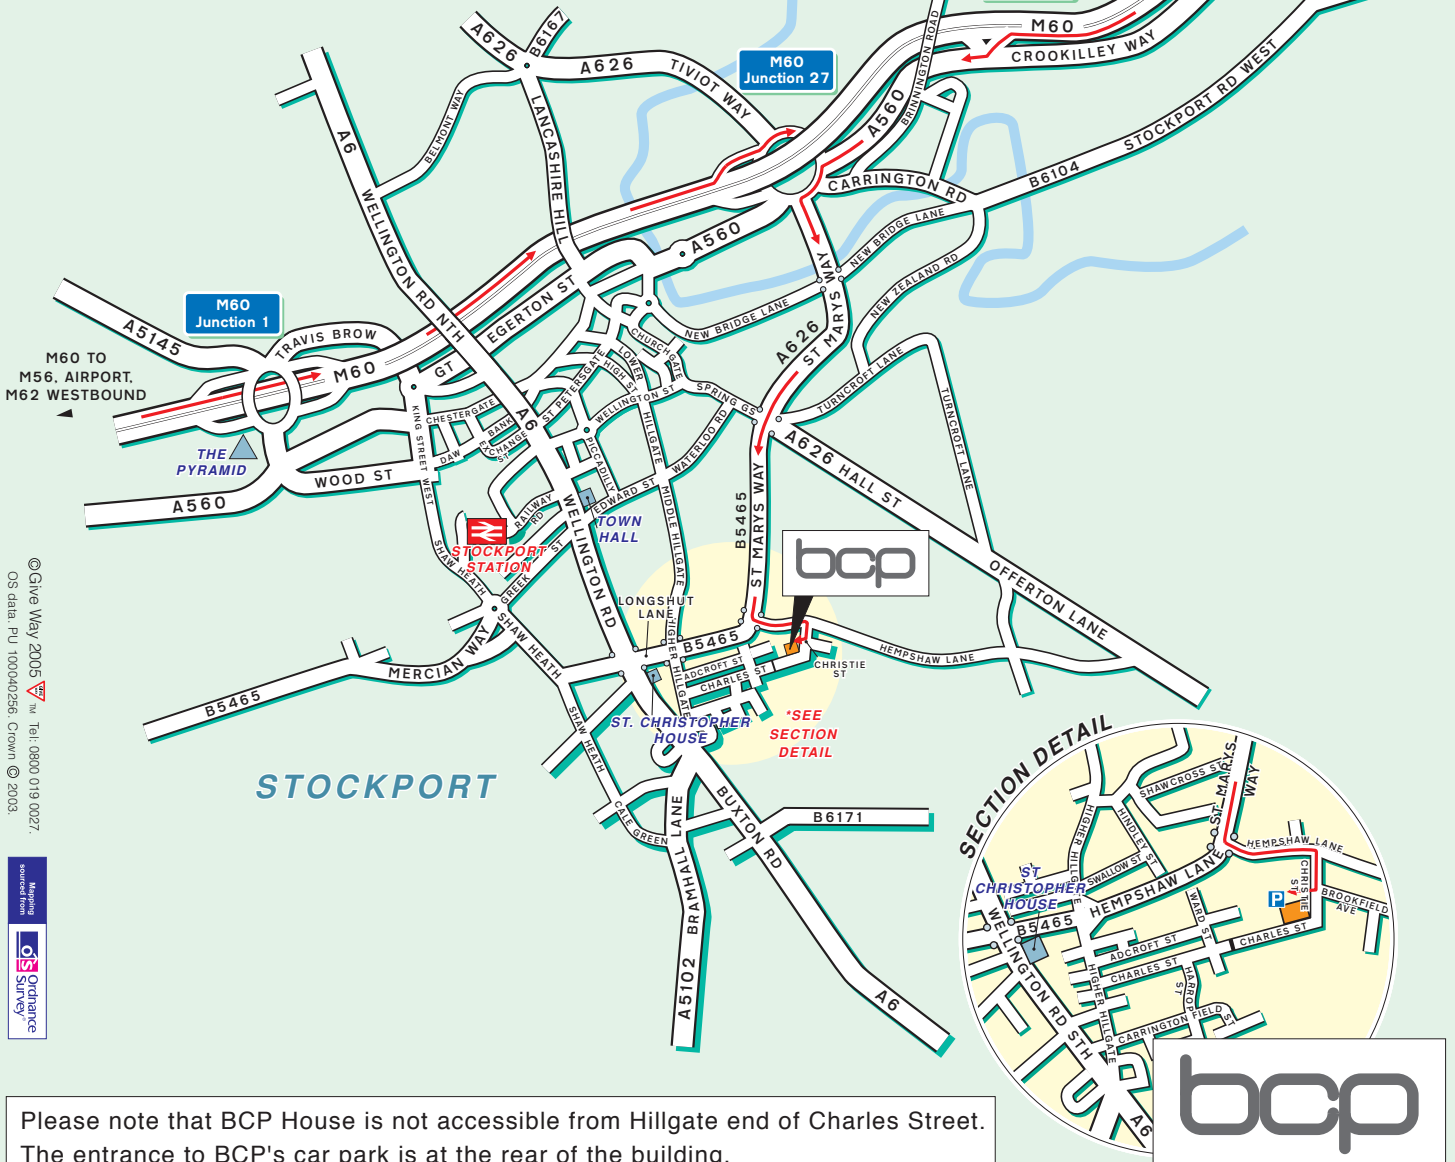 A626
B6167
A626
TIVIOT WAY
M60
Junction 27
M60
CROOKILLEY WAY
BRINNINGTON ROAD
A560
STOCKPORT RD WEST
B6104
CARRINGTON RD
A6
BELMONT WAY
LANCASHIRE HILL
WELLINGTON RD NTH
A560
NEW BRIDGE LANE
NEW ZEALAND RD
EGERTON ST
A5145
M60
Junction 1
TRAVIS BROW
M60
GT
M60 TO
M56, AIRPORT,
M62 WESTBOUND
NEW BRIDGE LANE
A626
ST MARYS WAY
CHURCHGATE
LOWER
HIGH ST
ST PETERSGATE
WELLINGTON ST
SPRING GS
TURNCROFT LANE
TURNCROFT LANE
KING STREET WEST
CHESTERGATE
BANK
EXCHANGE
ST
DAW
A6
PICCADILLY
HILLGATE
WATERLOO RD
A626 HALL ST
THE
PYRAMID
WOOD ST
A560
RAILWAY
RD
EDWARD ST
TOWN
HALL
STOCKPORT
STATION
GREEK ST
WELLINGTON RD
MIDDLE HILLGATE
B5465
ST MARYS WAY
bcp
OFFERTON LANE
SHAW HEATH
SHAW HEATH
MERCIAN WAY
B5465
LONGSHUT
LANE
HIGHER HILLGATE
B5465
ADCROFT ST
CHARLES ST
CHRISTIE
ST
HEMPSHAW LANE
SHAW HEATH
ST. CHRISTOPHER
HOUSE
*SEE
SECTION
DETAIL
STOCKPORT
CALE GREEN
BRAMHALL LANE
BUXTON RD
B6171
A5102
A6
SECTION DETAIL
SHAWCROSS ST
ST MARYS
WAY
HIGHER HILLGATE
HINDLEY ST
SWALLOW ST
HEMPSHAW LANE
HEMPSHAW LANE
ST
CHRISTOPHER
HOUSE
B5465
WARD ST
P
CHRISTIE
ST
BROOKFIELD
AVE
ADCROFT ST
CHARLES ST
CHARLES ST
WELLINGTON RD STH
HIGHER HILLGATE
HARROP
ST
CARRINGTON FIELD ST
A6
bcp
© Give Way 2005 ™ Tel: 0800 019 0027.
OS data. PU 100040256. Crown © 2003.
Mapping
sourced from
o's
Ordnance
Survey®
Please note that BCP House is not accessible from Hillgate end of Charles Street.
The entrance to BCP's car park is at the rear of the building.